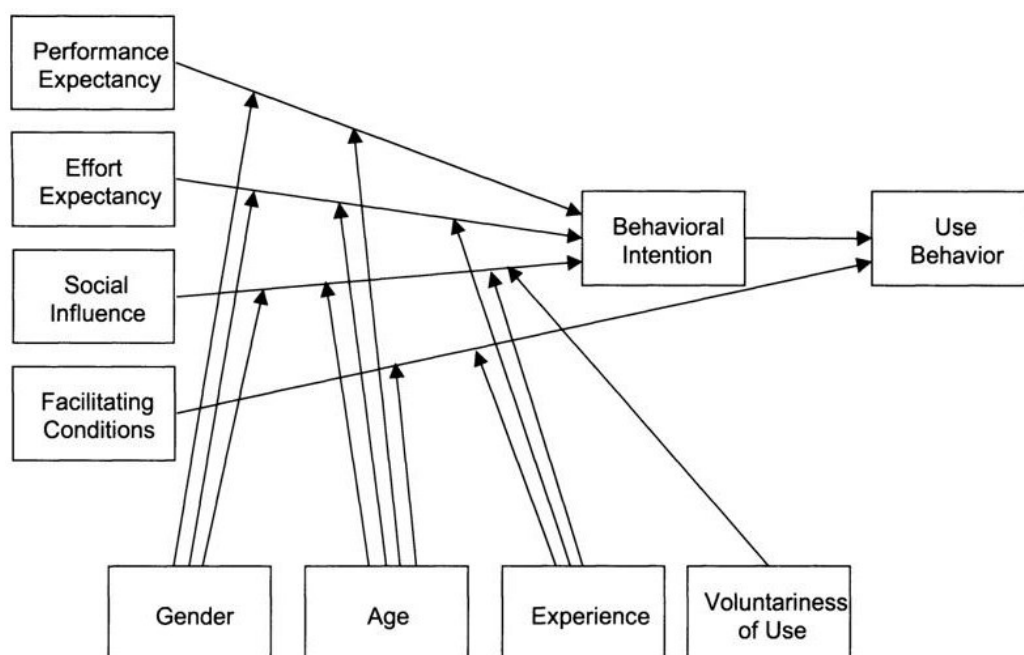 Performance
Expectancy
Effort
Expectancy
Social
Influence
Facilitating
Conditions
Behavioral
Intention
Use
Behavior
Gender
Age
Experience
Voluntariness
of Use